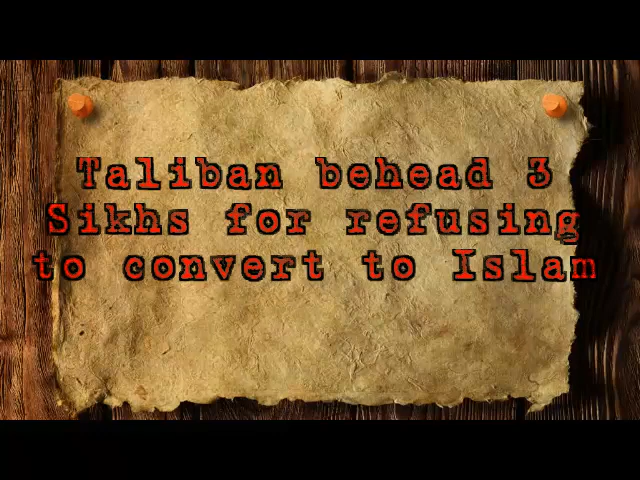 Taliban behead 3
Sikhs for refusing
to convert to Islam